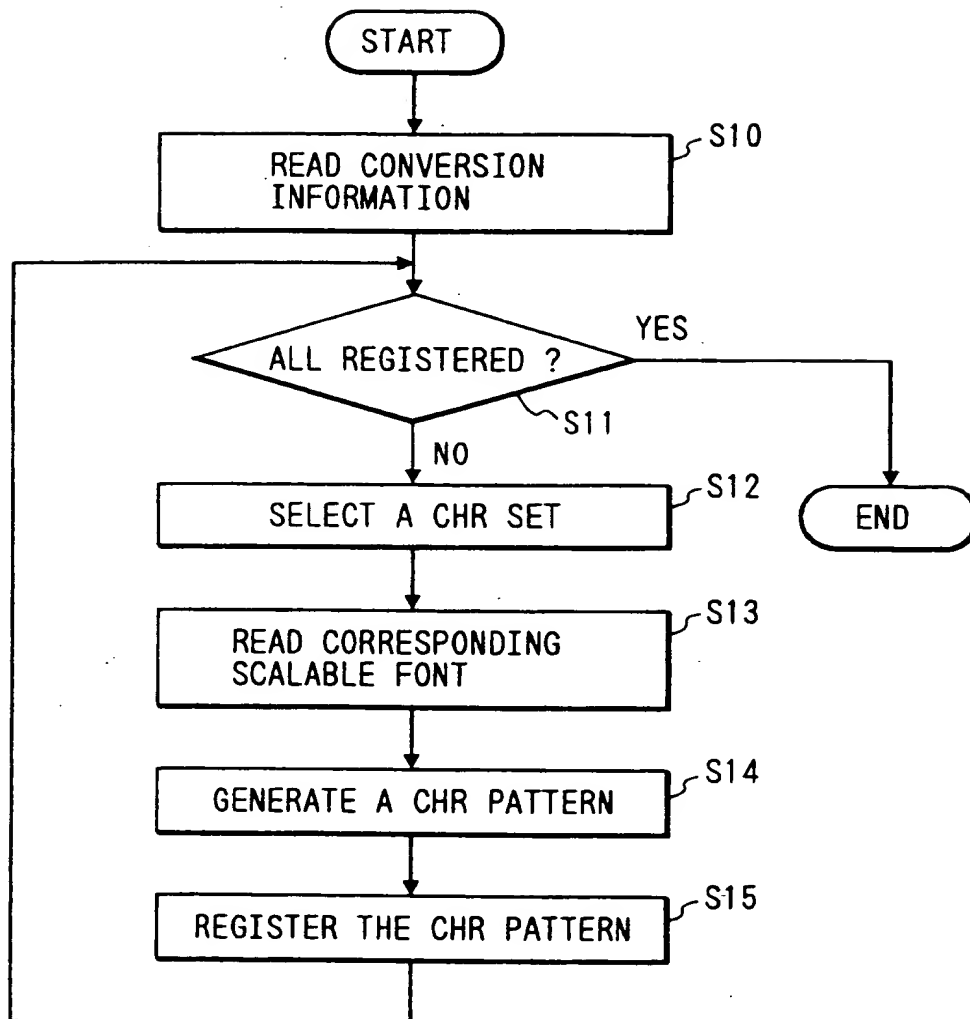 START
S10
READ CONVERSION
INFORMATION
YES
ALL REGISTERED ?
S11
NO
S12
SELECT A CHR SET
END
S13
READ CORRESPONDING
SCALABLE FONT
S14
GENERATE A CHR PATTERN
S15
REGISTER THE CHR PATTERN